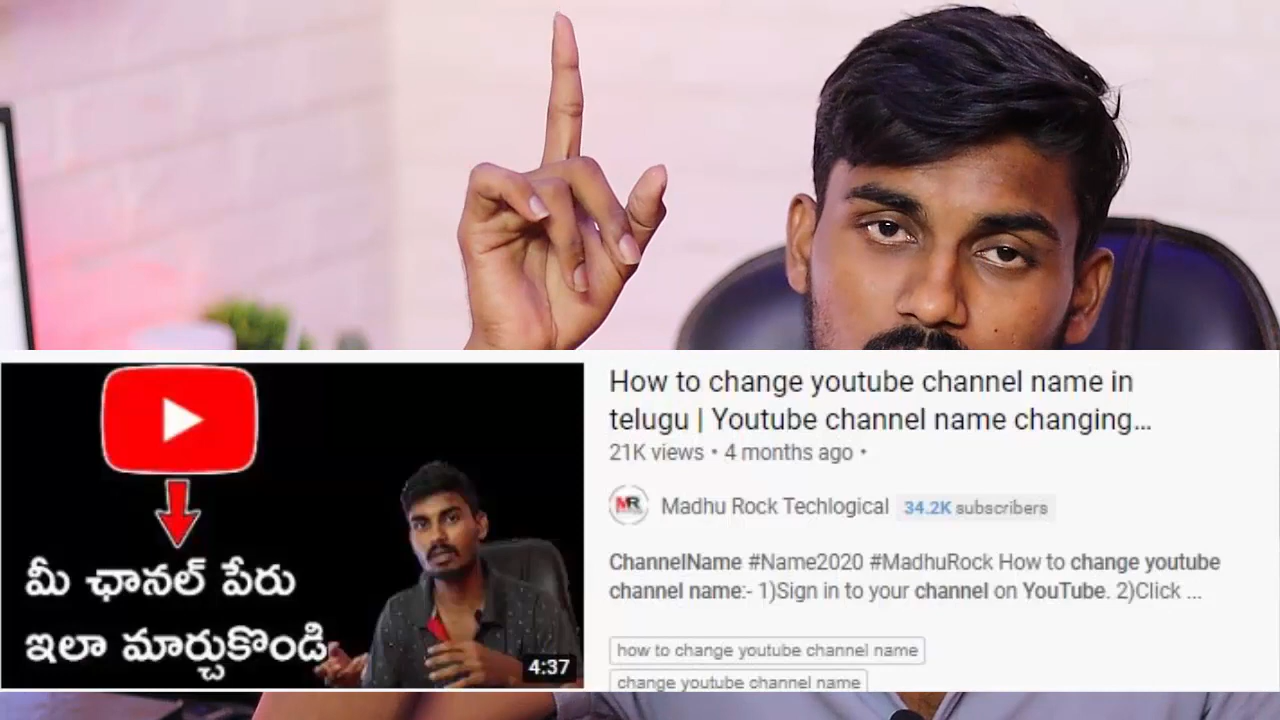 మీ ఛానల్ పేరు
ఇలా మార్చుకొండి
4:37
How to change youtube channel name in
telugu | Youtube channel name changing...
21K views • 4 months ago •
MR
Madhu Rock Techlogical 34.2K subscribers
ChannelName #Name2020 #MadhuRock How to change youtube
channel name:- 1)Sign in to your channel on YouTube. 2)Click ...
how to change youtube channel name
change youtube channel name